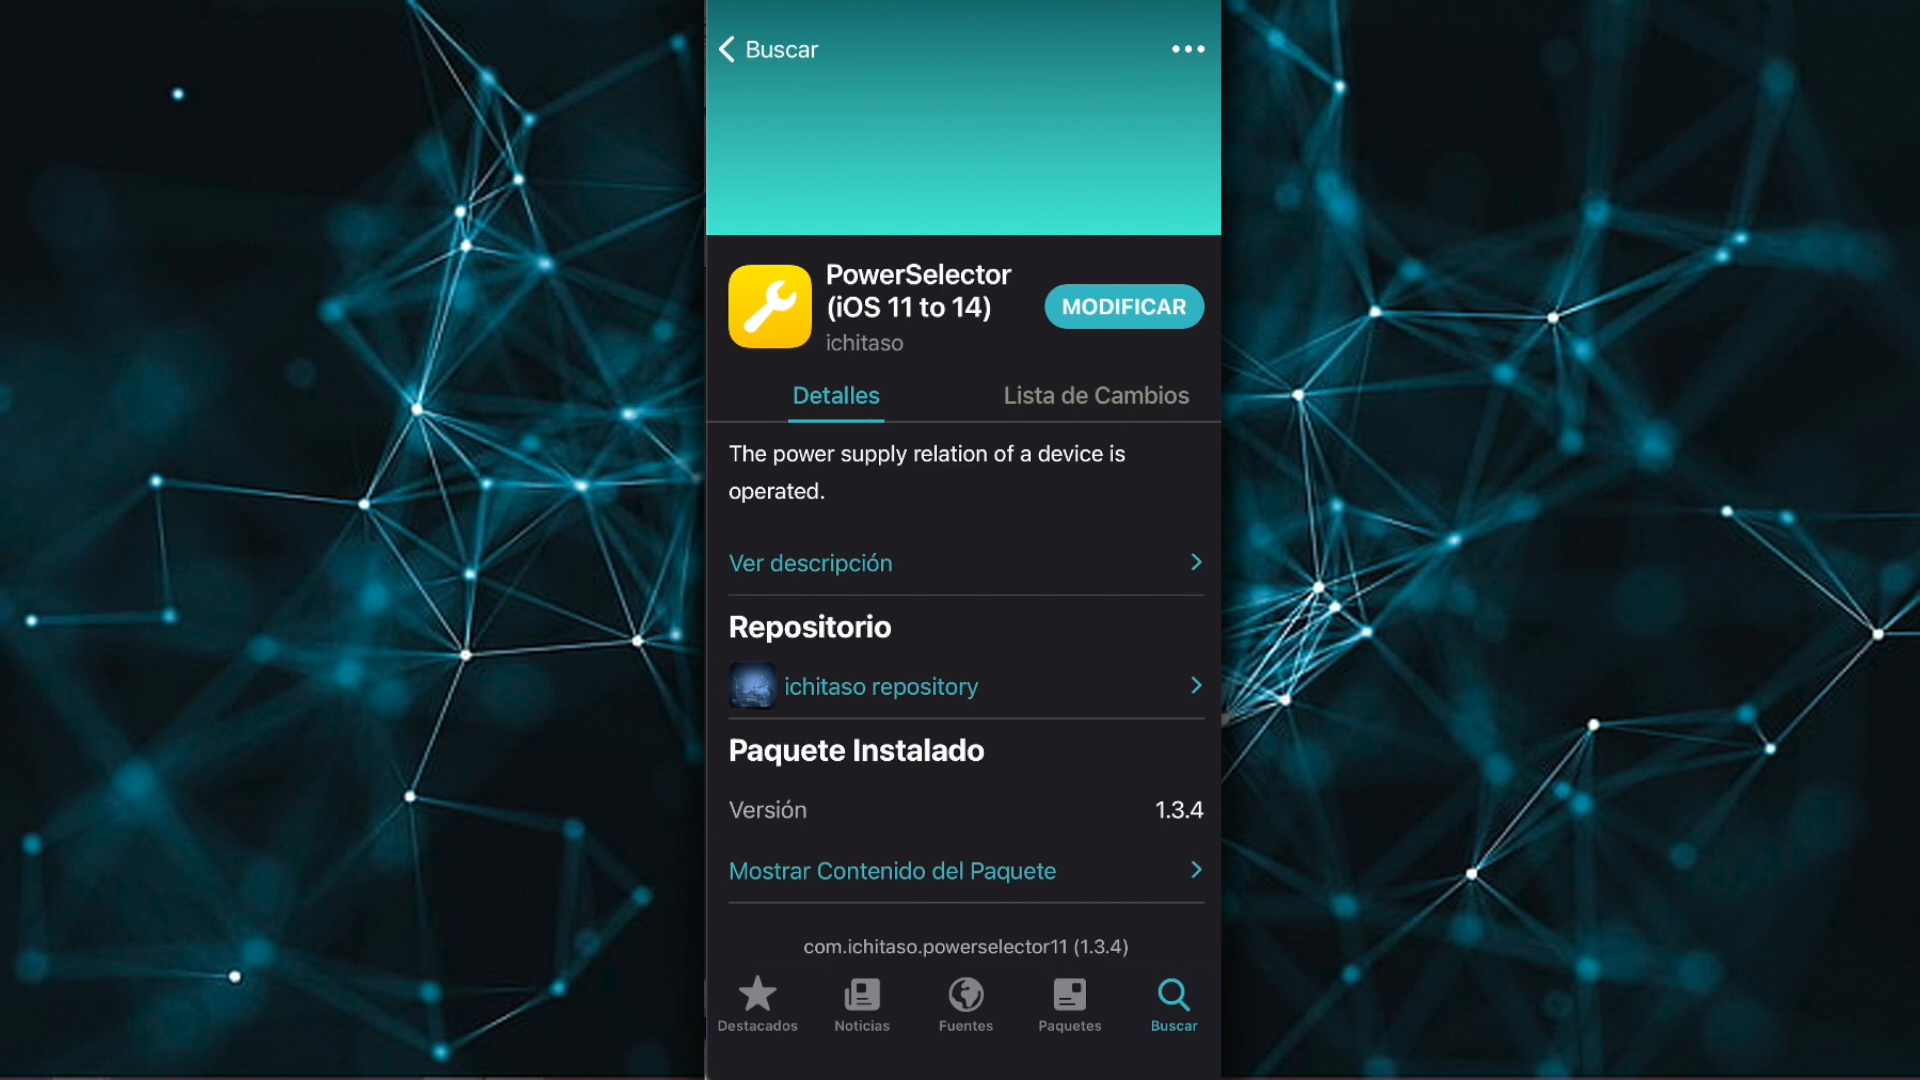 Buscar
PowerSelector
(iOS 11 to 14)
MODIFICAR
ichitaso
Detalles
Lista de Cambios
The power supply relation of a device is
operated.
Ver descripción
Repositorio
ichitaso repository
Paquete Instalado
Versión
1.3.4
Mostrar Contenido del Paquete
com.ichitaso.powerselector11 (1.3.4)
Destacados
Noticias
Fuentes
Paquetes
Buscar